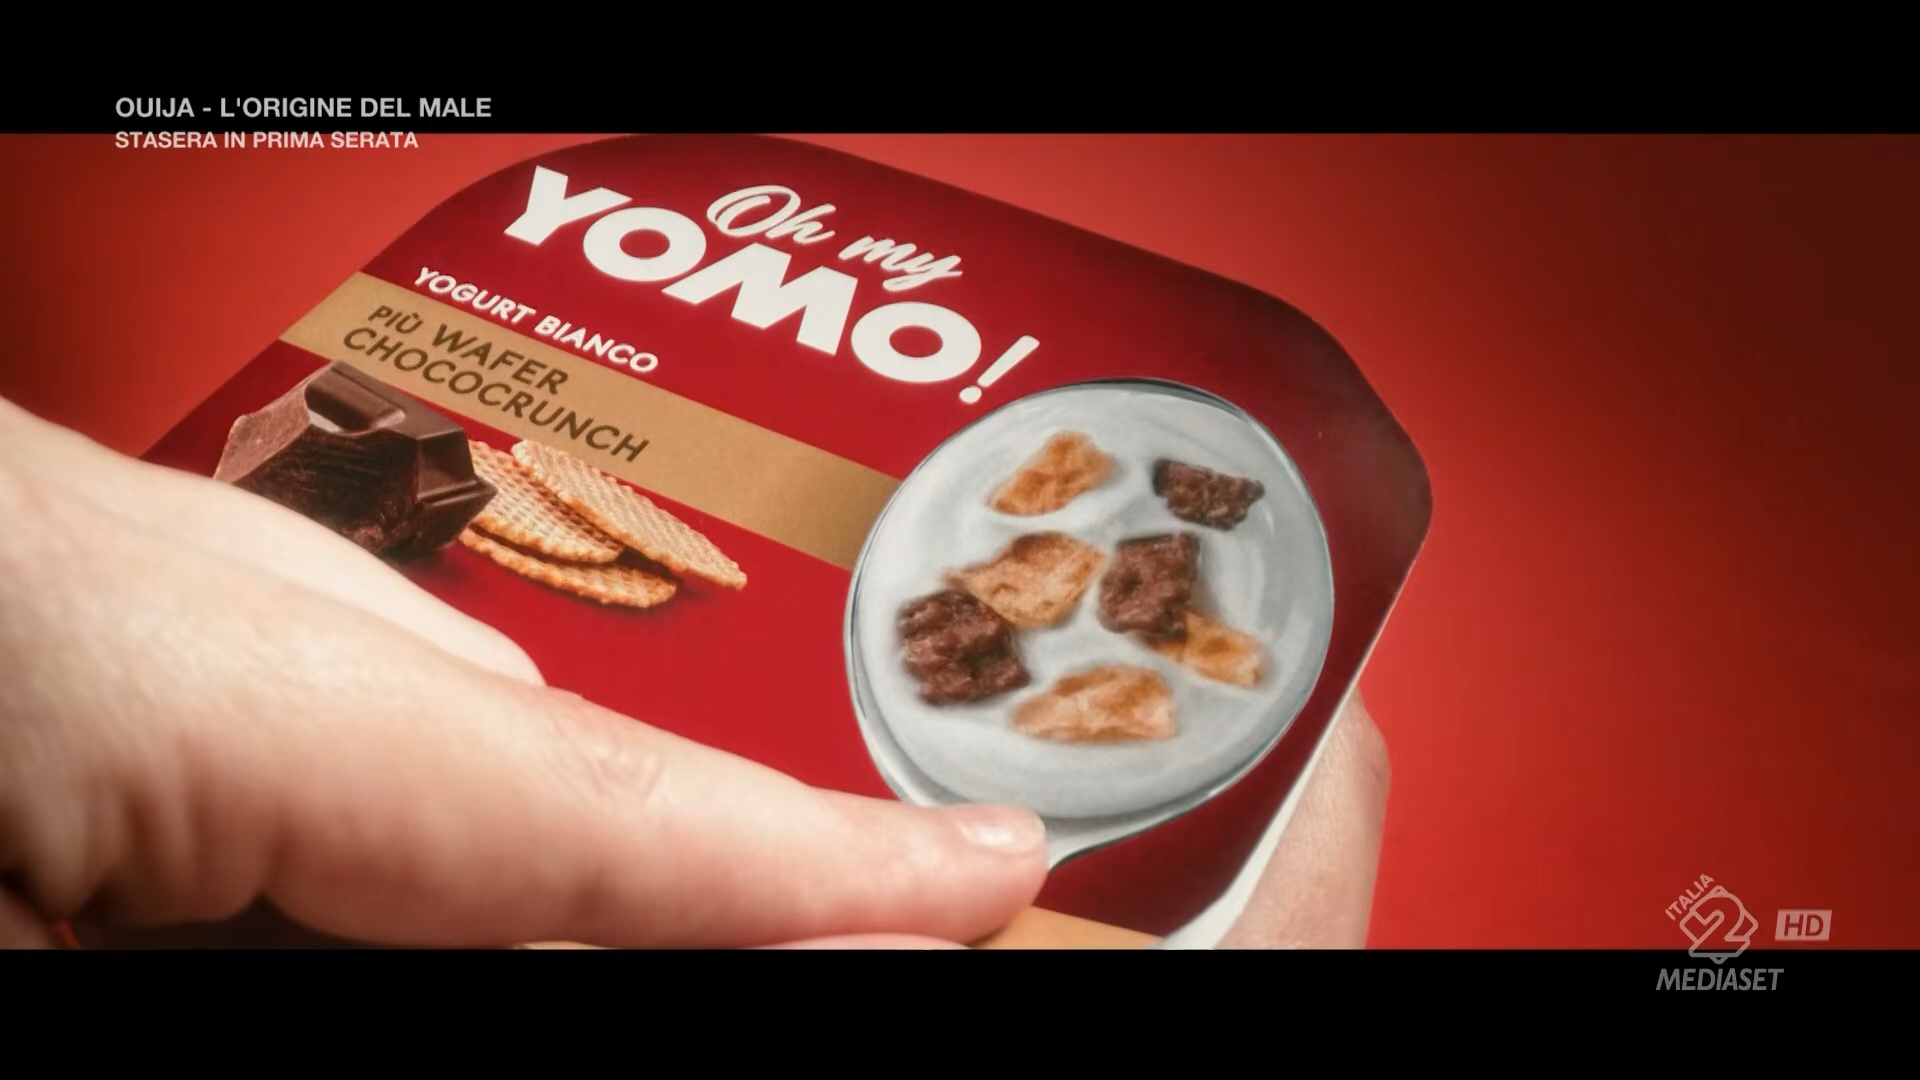 OUIJA - L'ORIGINE DEL MALE
STASERA IN PRIMA SERATA
Oh my
YOMO!
YOGURT BIANCO
PIÙ WAFER
CHOCOCRUNCH
ITALIA
2
HD
MEDIASET